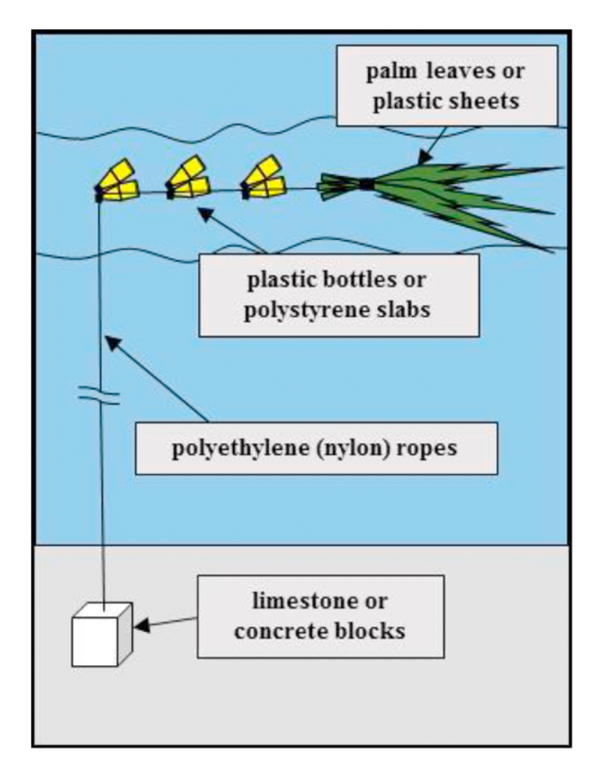 palm leaves or
plastic sheets
plastic bottles or
polystyrene slabs
polyethylene (nylon) ropes
limestone or
concrete blocks